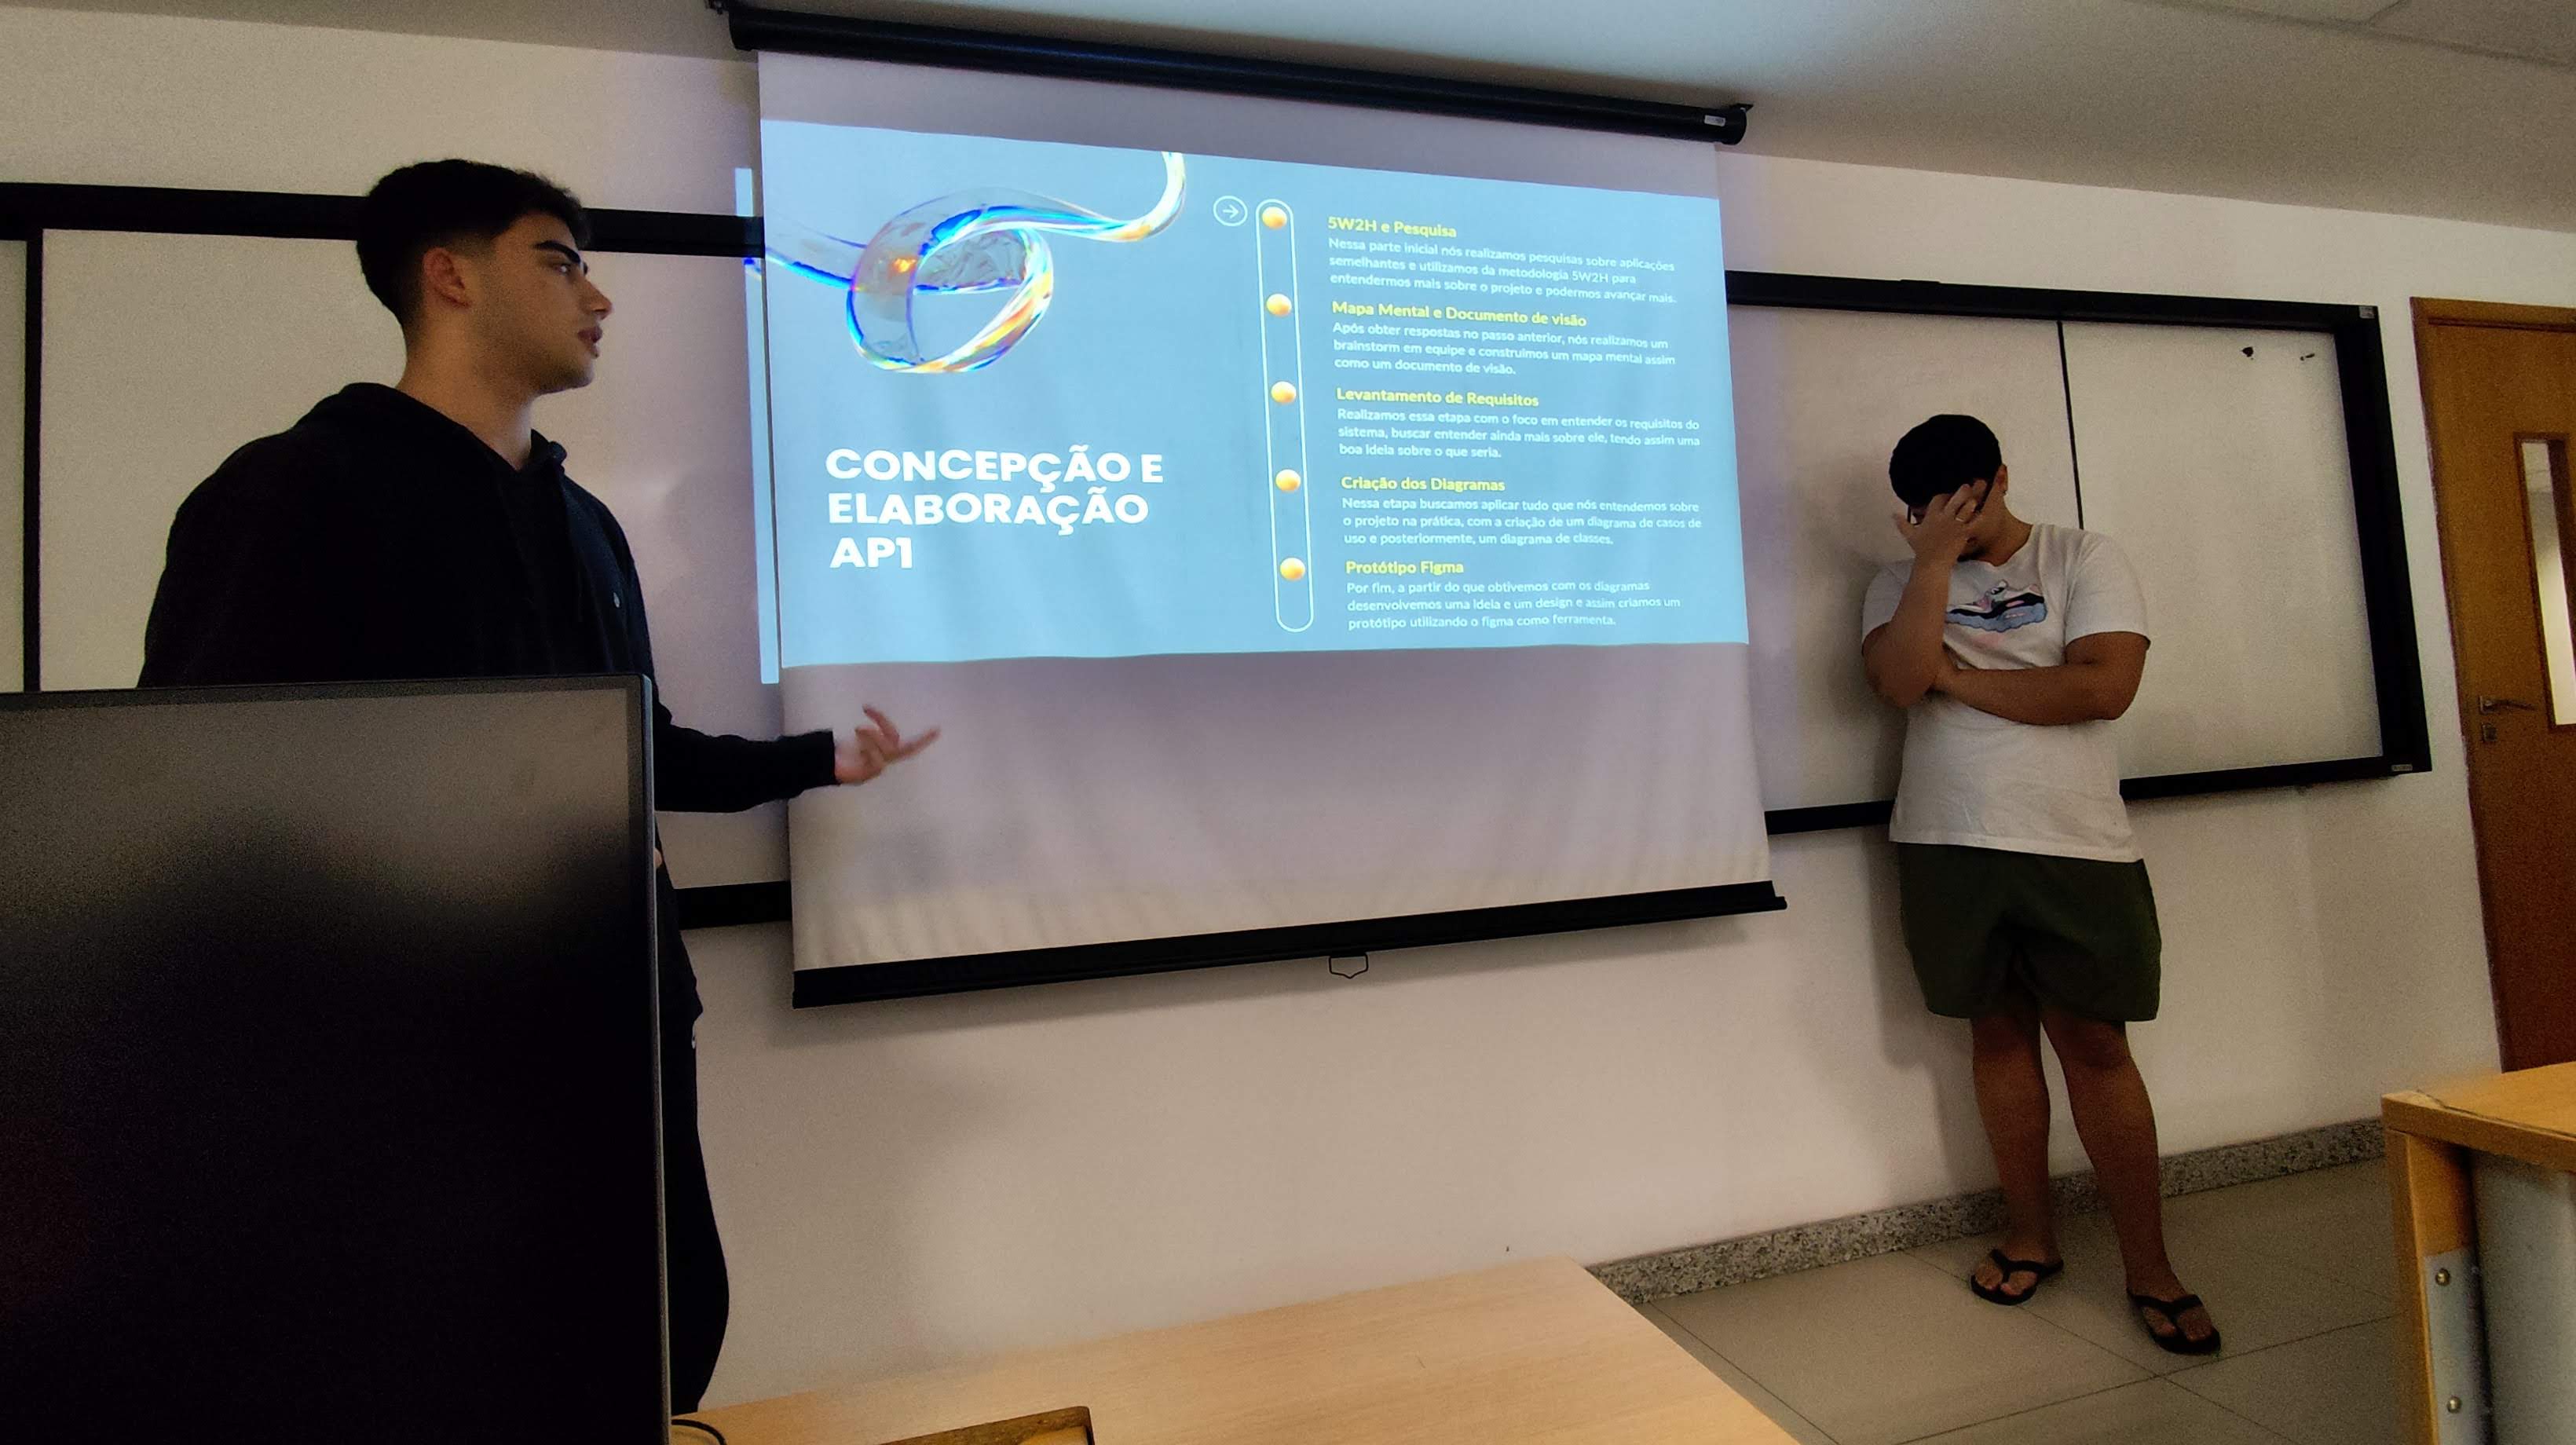 CONCEPÇÃO E
ELABORAÇÃO
AP1
5W2H e Pesquisa
Nessa parte inicial nós realizamos pesquisas sobre aplicações
semelhantes e utilizamos da metodologia 5W2H para
entendermos mais sobre o projeto e podermos avançar mais.
Mapa Mental e Documento de visão
Após obter respostas no passo anterior, nós realizamos um
brainstorm em equipe e construimos um mapa mental assim
como um documento de visão.
Levantamento de Requisitos
Realizamos essa etapa com o foco em entender os requisitos do
sistema, buscar entender ainda mais sobre ele, tendo assim uma
boa ideia sobre o que seria.
Criação dos Diagramas
Nessa etapa buscamos aplicar tudo que nós entendemos sobre
o projeto na prática, com a criação de um diagrama de casos de
uso e posteriormente, um diagrama de classes.
Protótipo Figma
Por fim, a partir do que obtivemos com os diagramas
desenvolvemos uma ideia e um design e assim criamos um
protótipo utilizando o figma como ferramenta.